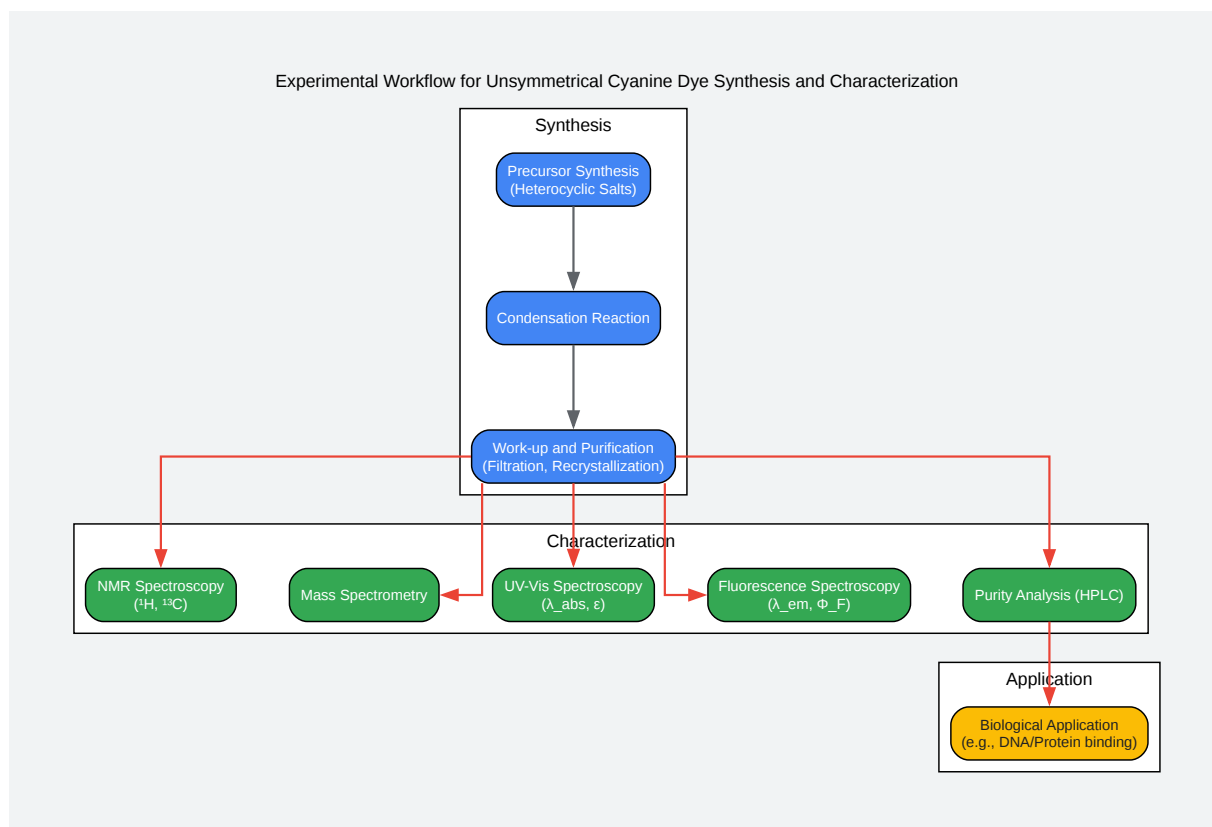 Experimental Workflow for Unsymmetrical Cyanine Dye Synthesis and Characterization
Synthesis
Precursor Synthesis
(Heterocyclic Salts)
Condensation Reaction
Work-up and Purification
(Filtration, Recrystallization)
Characterization
NMR Spectroscopy
(¹H, ¹³C)
Mass Spectrometry
UV-Vis Spectroscopy
(λ_abs, ε)
Fluorescence Spectroscopy
(λ_em, Φ_F)
Purity Analysis (HPLC)
Application
Biological Application
(e.g., DNA/Protein binding)